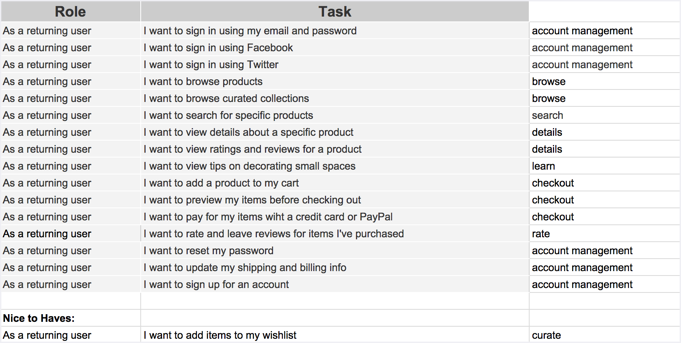 Role Task
As a returning user I want to sign in using my email and password account management
As a returning user I want to sign in using Facebook account management
As a returning user I want to sign in using Twitter account management
As a returning user I want to browse products browse
As a returning user I want to browse curated collections browse
As a returning user I want to search for specific products search
As a returning user I want to view details about a specific product details
As a returning user I want to view ratings and reviews for a product details
As a returning user I want to view tips on decorating small spaces learn
As a returning user I want to add a product to my cart checkout
As a returning user I want to preview my items before checking out checkout
As a returning user I want to pay for my items wiht a credit card or PayPal checkout
As a returning user I want to rate and leave reviews for items I've purchased rate
As a returning user I want to reset my password account management
As a returning user I want to update my shipping and billing info account management
As a returning user I want to sign up for an account account management
Nice to Haves:
As a returning user I want to add items to my wishlist curate